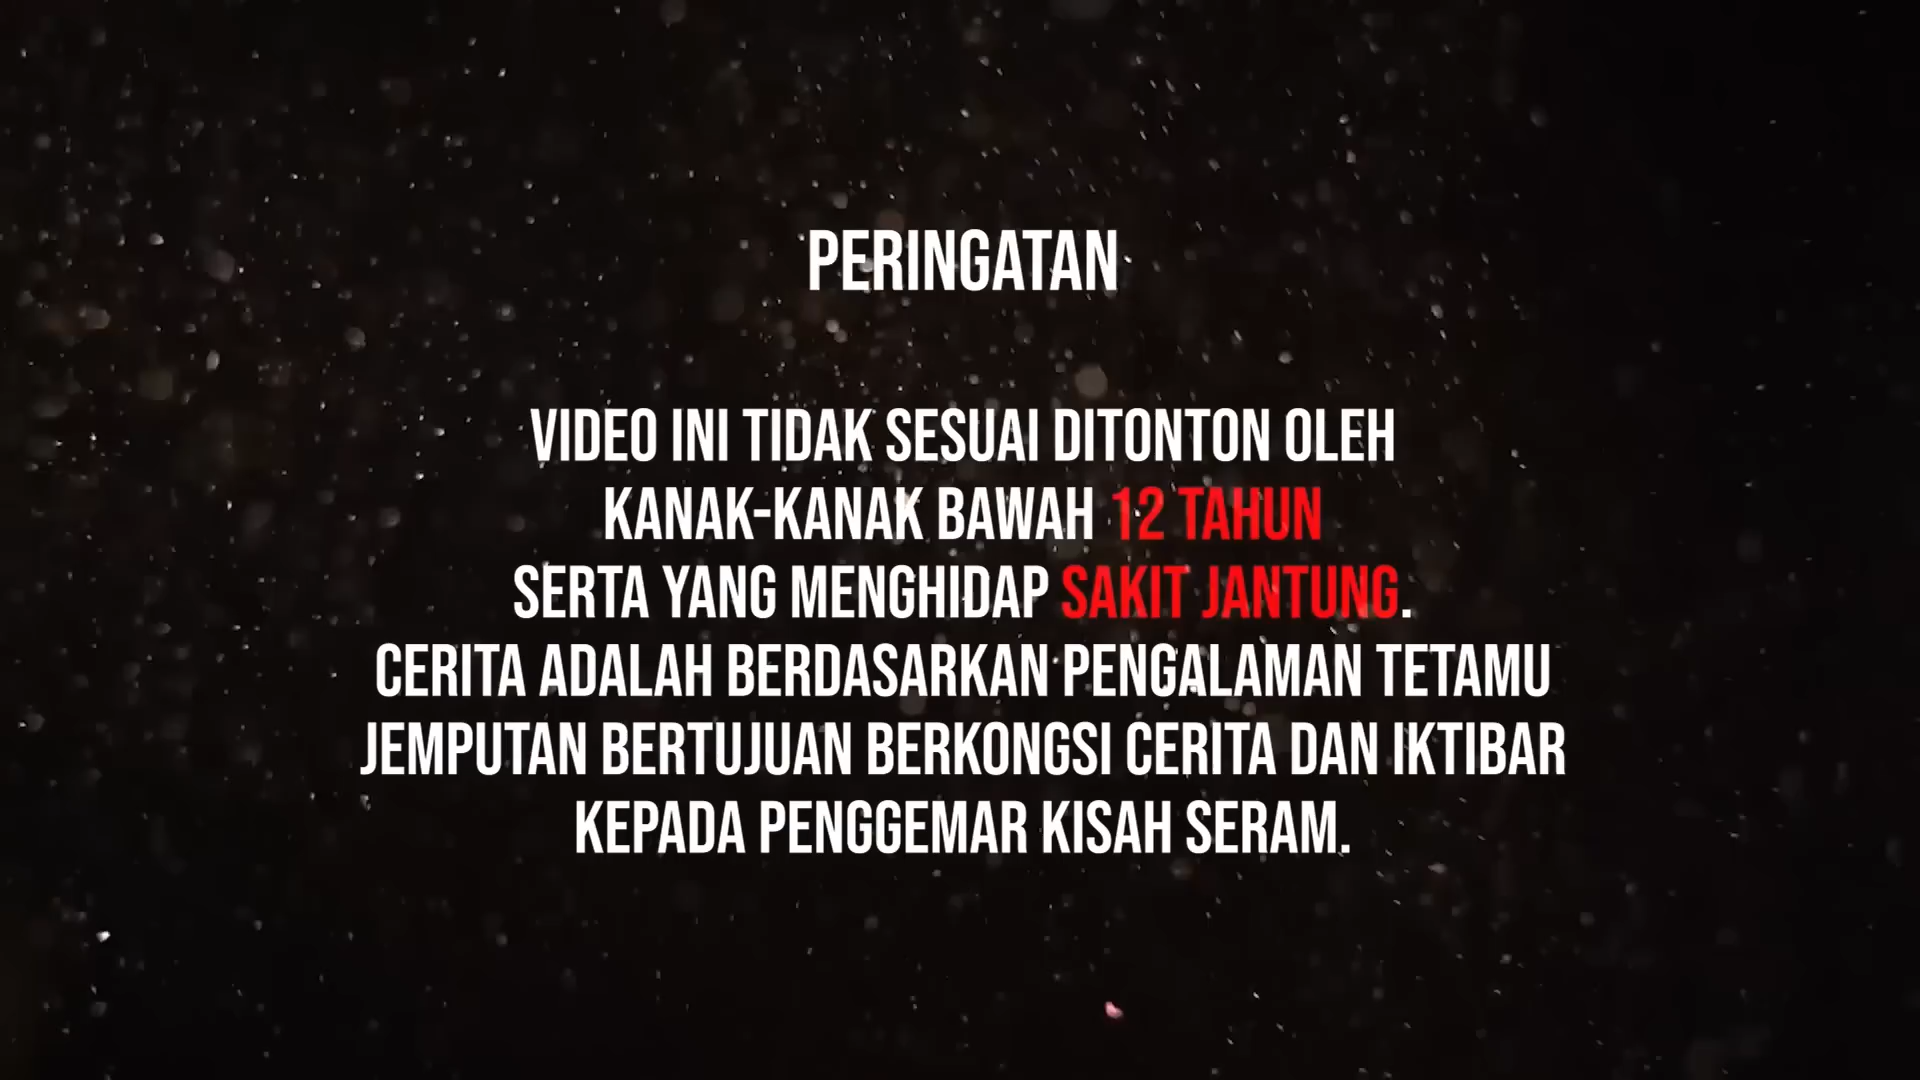 PERINGATAN
VIDEO INI TIDAK SESUAI DITONTON OLEH
KANAK-KANAK BAWAH 12 TAHUN
SERTA YANG MENGHIDAP SAKIT JANTUNG.
CERITA ADALAH BERDASARKAN PENGALAMAN TETAMU
JEMPUTAN BERTUJUAN BERKONGSI CERITA DAN IKTIBAR
KEPADA PENGGEMAR KISAH SERAM.